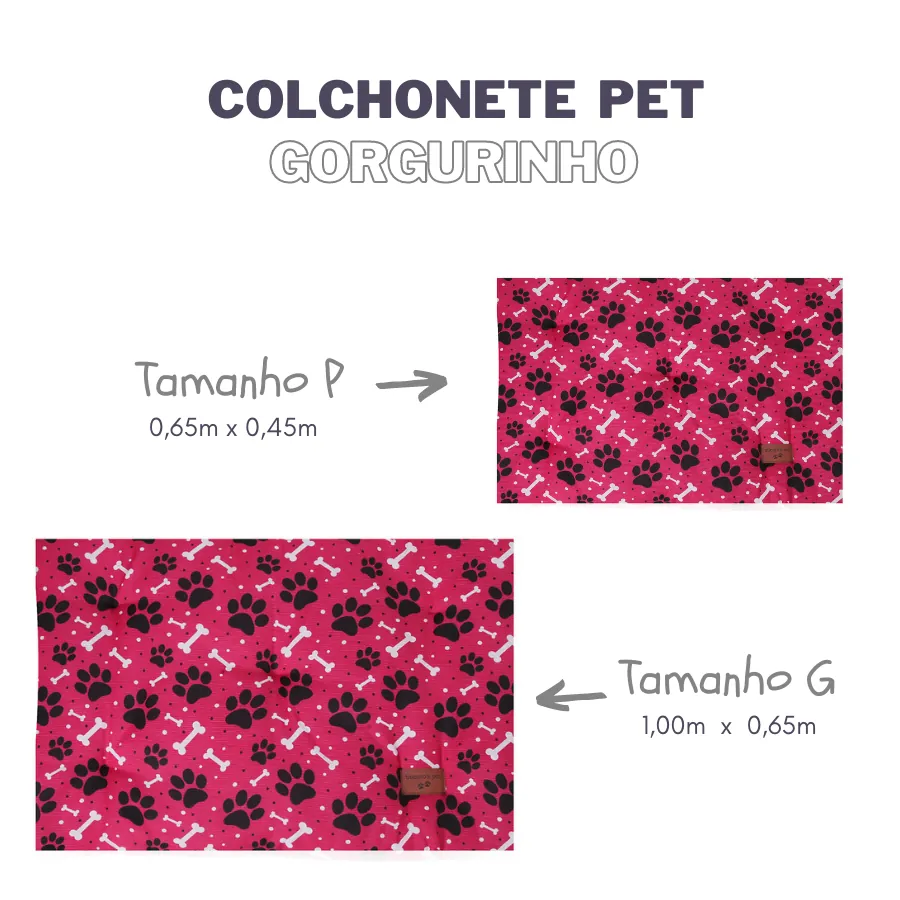 COLCHONETE PET
GORGURINHO
Tamanho P
0,65m x 0,45m
Tamanho G
1,00m x 0,65m